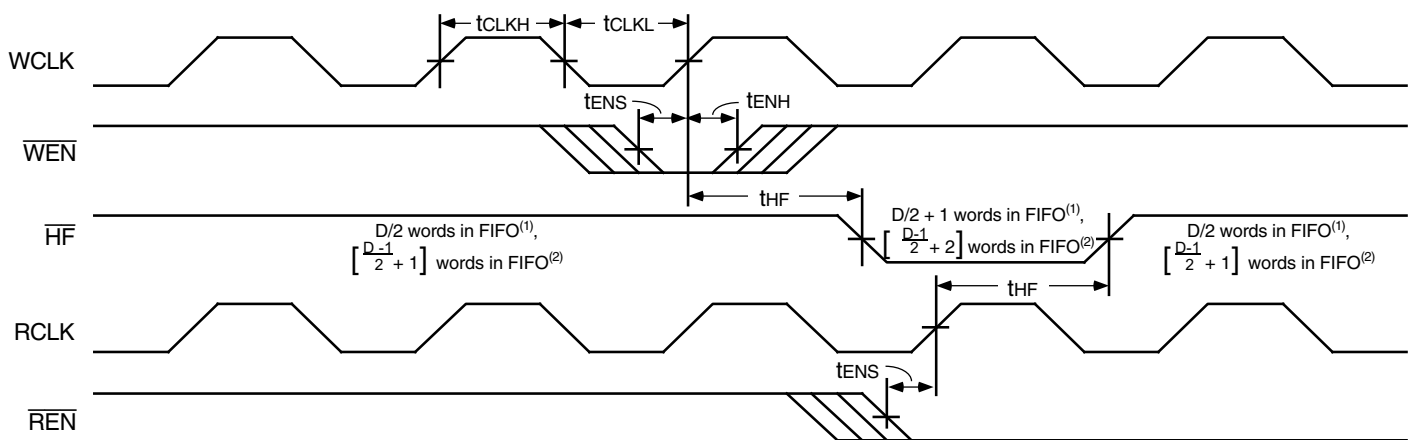 tCLKH
tCLKL
WCLK
tENS
tENH
WEN
tHF
HF
D/2 words in FIFO(1),
[D-1/2 + 1] words in FIFO(2)
D/2 + 1 words in FIFO(1),
[D-1/2 + 2] words in FIFO(2)
D/2 words in FIFO(1),
[D-1/2 + 1] words in FIFO(2)
tHF
RCLK
tENS
REN